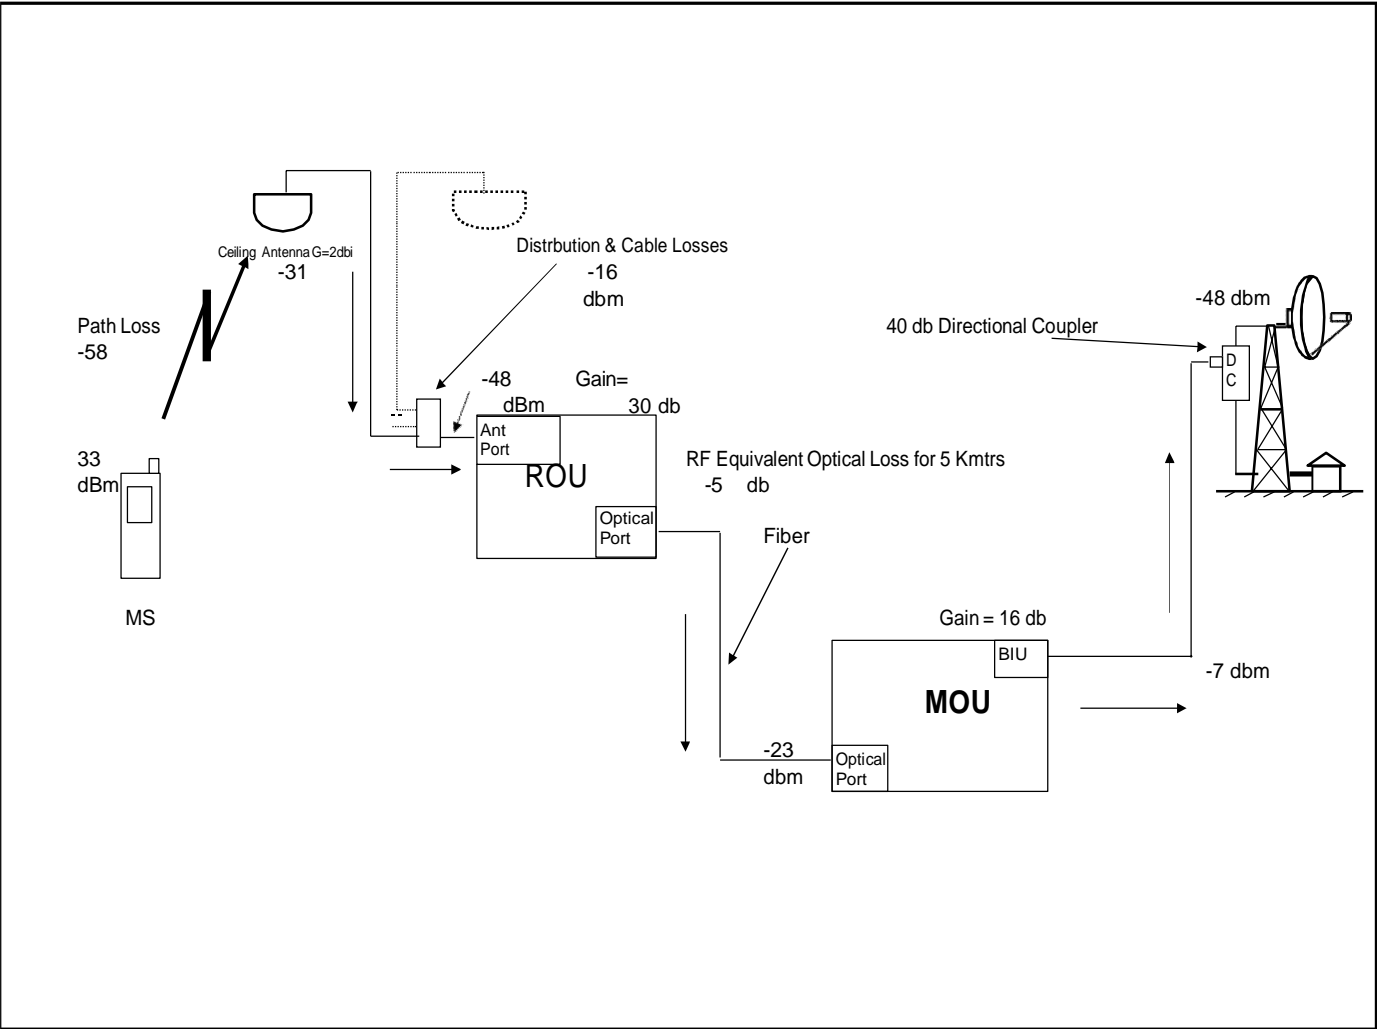 Ceiling Antenna G=2dbi
-31
Distrbution & Cable Losses
-16
dbm
Path Loss
-58
-48 dbm
40 db Directional Coupler
D
C
-48
dBm
Gain=
30 db
Ant
Port
ROU
33
dBm
RF Equivalent Optical Loss for 5 Kmtrs
-5 db
Optical
Port
Fiber
MS
Gain = 16 db
BIU
-7 dbm
MOU
-23
dbm
Optical
Port